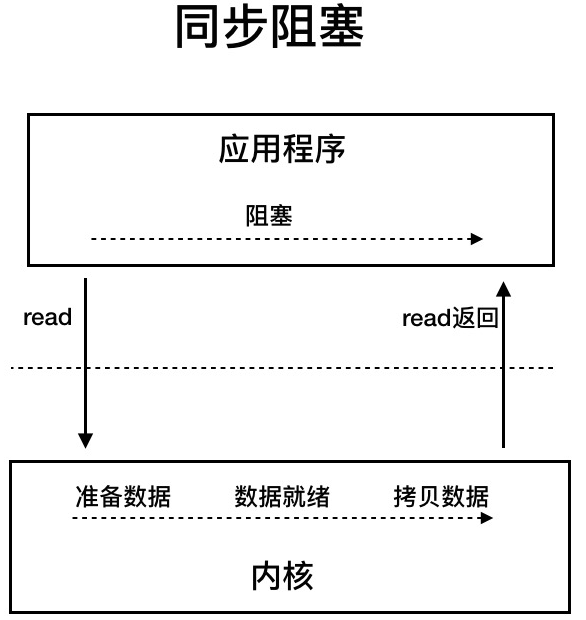 同步阻塞
应用程序
阻塞
read
read返回
准备数据 数据就绪 拷贝数据
内核